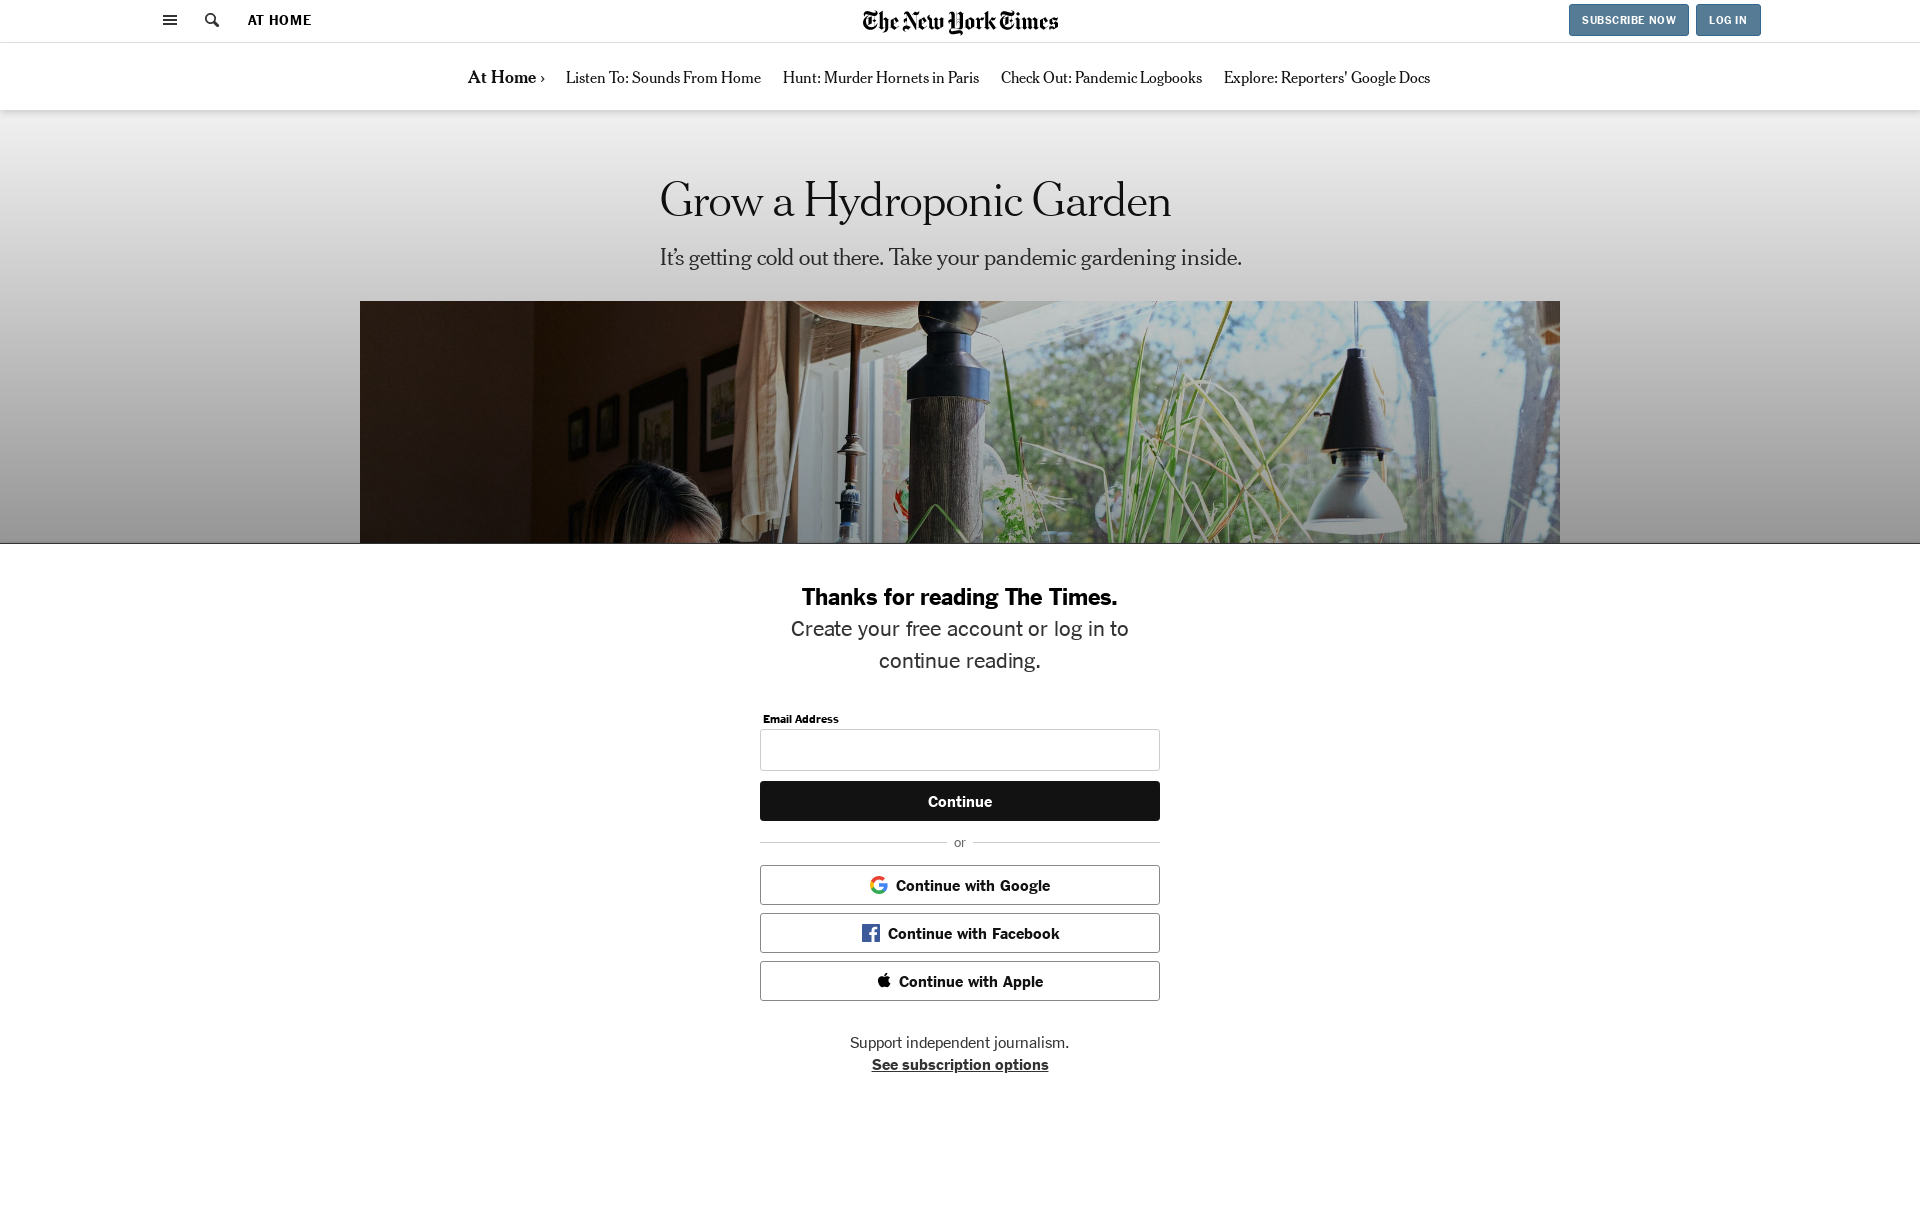 AT HOME
The New York Times
SUBSCRIBE NOW
LOG IN
At Home ›
Listen To: Sounds From Home
Hunt: Murder Hornets in Paris
Check Out: Pandemic Logbooks
Explore: Reporters' Google Docs
Grow a Hydroponic Garden
It’s getting cold out there. Take your pandemic gardening inside.
Thanks for reading The Times.
Create your free account or log in to
continue reading.
Email Address
Continue
or
Continue with Google
Continue with Facebook
Continue with Apple
Support independent journalism.
See subscription options